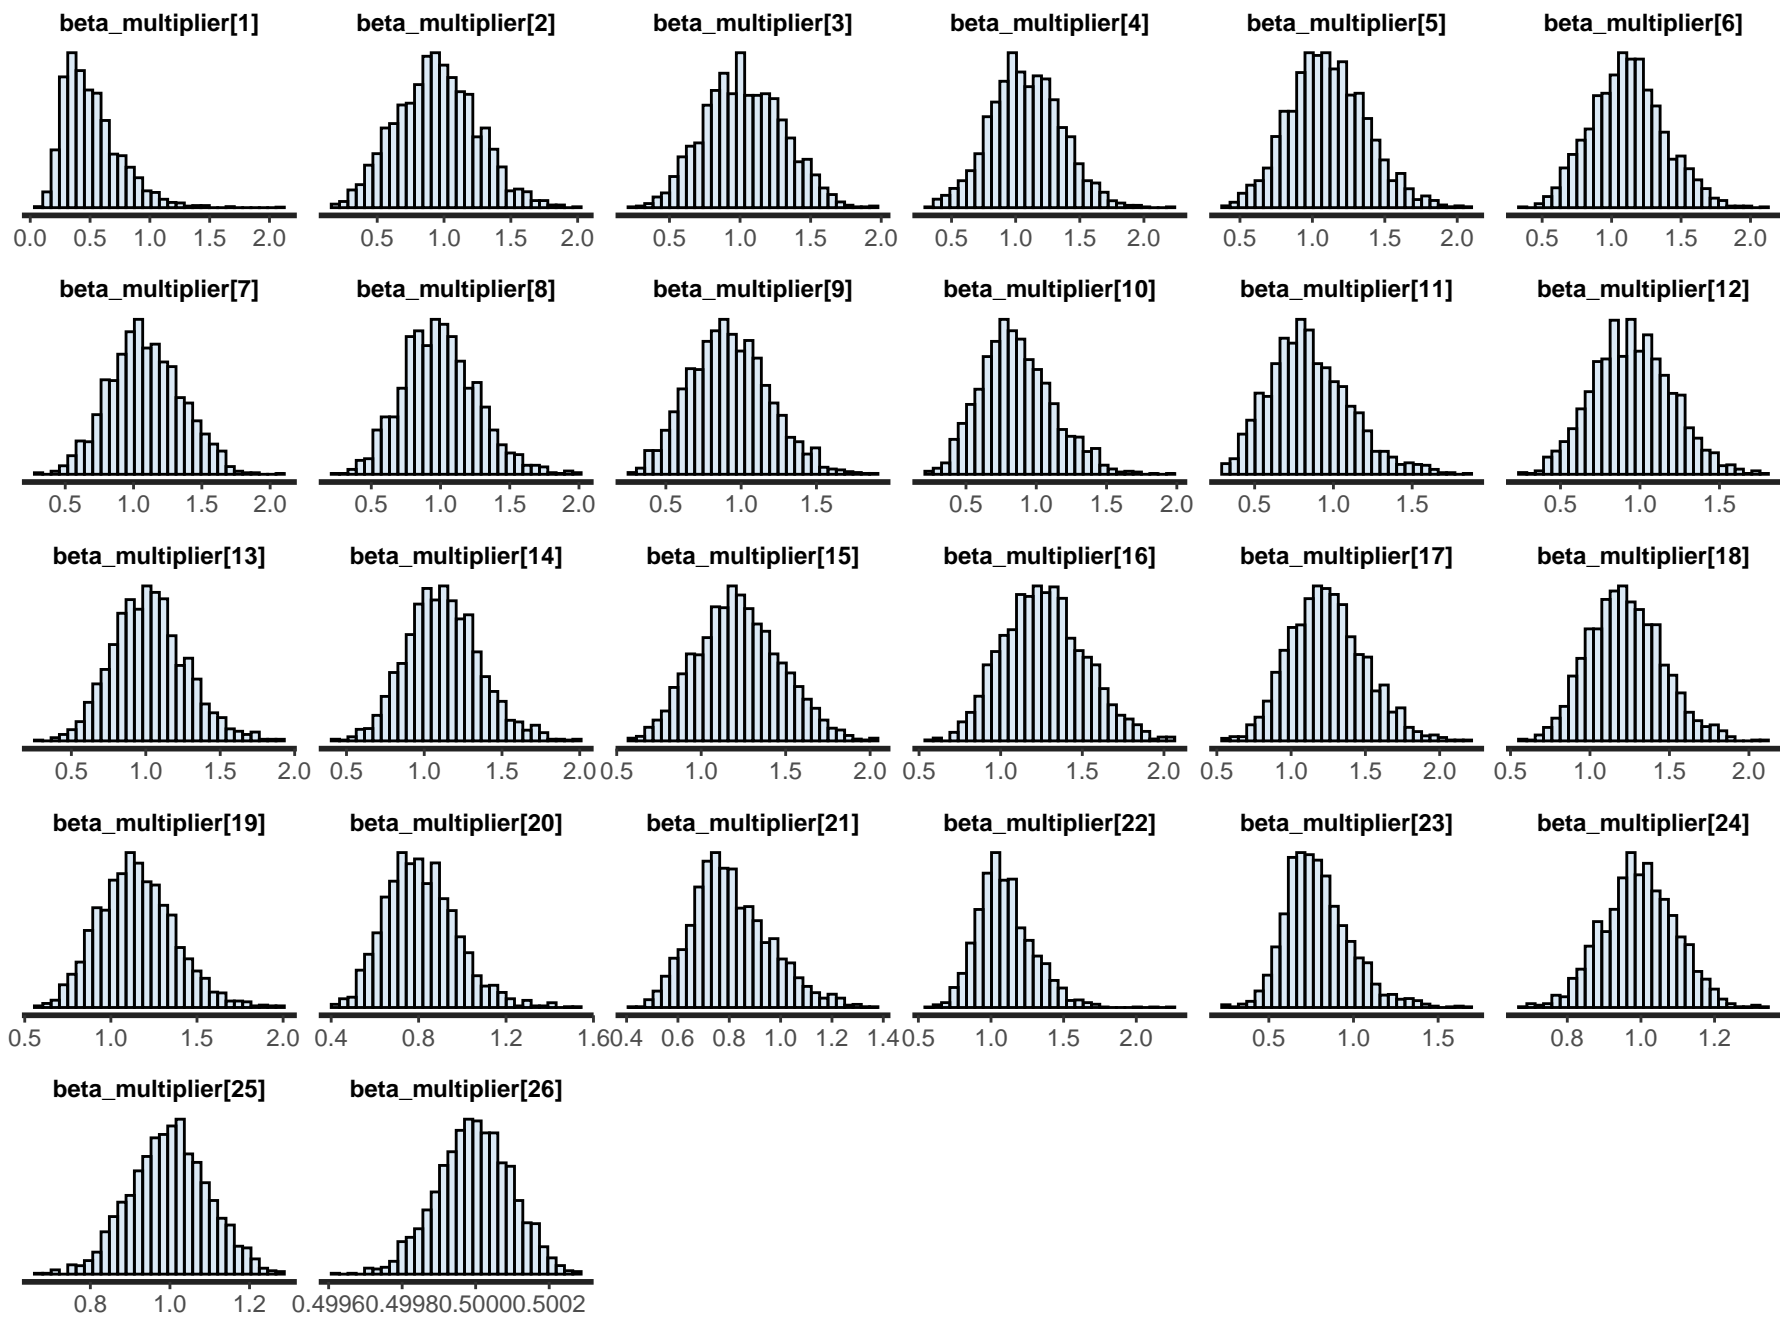 beta_multiplier[1] beta_multiplier[2] beta_multiplier[3] beta_multiplier[4] beta_multiplier[5] beta_multiplier[6]
0.0 0.5 1.0 1.5 2.0 0.5 1.0 1.5 2.0 0.5 1.0 1.5 2.0 0.5 1.0 1.5 2.0 0.5 1.0 1.5 2.0 0.5 1.0 1.5 2.0
beta_multiplier[7] beta_multiplier[8] beta_multiplier[9] beta_multiplier[10] beta_multiplier[11] beta_multiplier[12]
0.5 1.0 1.5 2.0 0.5 1.0 1.5 2.0 0.5 1.0 1.5 0.5 1.0 1.5 2.0 0.5 1.0 1.5 0.5 1.0 1.5
beta_multiplier[13] beta_multiplier[14] beta_multiplier[15] beta_multiplier[16] beta_multiplier[17] beta_multiplier[18]
0.5 1.0 1.5 2.0 0.5 1.0 1.5 2.0 0.5 1.0 1.5 2.0 0.5 1.0 1.5 2.0 0.5 1.0 1.5 2.0 0.5 1.0 1.5 2.0
beta_multiplier[19] beta_multiplier[20] beta_multiplier[21] beta_multiplier[22] beta_multiplier[23] beta_multiplier[24]
0.5 1.0 1.5 2.0 0.4 0.8 1.2 1.6 0.4 0.6 0.8 1.0 1.2 1.4 0.5 1.0 1.5 2.0 0.5 1.0 1.5 0.8 1.0 1.2
beta_multiplier[25] beta_multiplier[26]
0.8 1.0 1.2 0.4996 0.4998 0.5000 0.5002